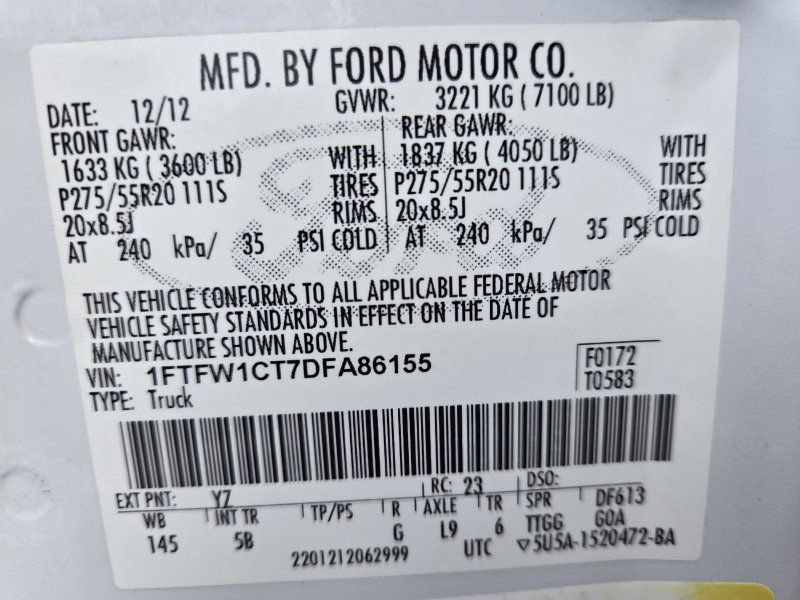 MFD. BY FORD MOTOR CO.
DATE: 12/12 GVWR: 3221 KG ( 7100 LB)
FRONT GAWR: REAR GAWR:
1633 KG ( 3600 LB) WITH 1837 KG ( 4050 LB) WITH
P275/55R20 111S TIRES P275/55R20 111S TIRES
20x8.5J RIMS 20x8.5J RIMS
AT 240 kPa/ 35 PSI COLD AT 240 kPa/ 35 PSI COLD
Ford
THIS VEHICLE CONFORMS TO ALL APPLICABLE FEDERAL MOTOR
VEHICLE SAFETY STANDARDS IN EFFECT ON THE DATE OF
MANUFACTURE SHOWN ABOVE.
VIN: 1FTFW1CT7DFA86155 F0172
TYPE: Truck T0583
EXT PNT: YZ RC: 23 DSO:
WB INT TR TP/PS R AXLE TR SPR DF613
145 5B G L9 6 TTGG GOA
2201212062999 UTC ▽5U5A-1520472-BA